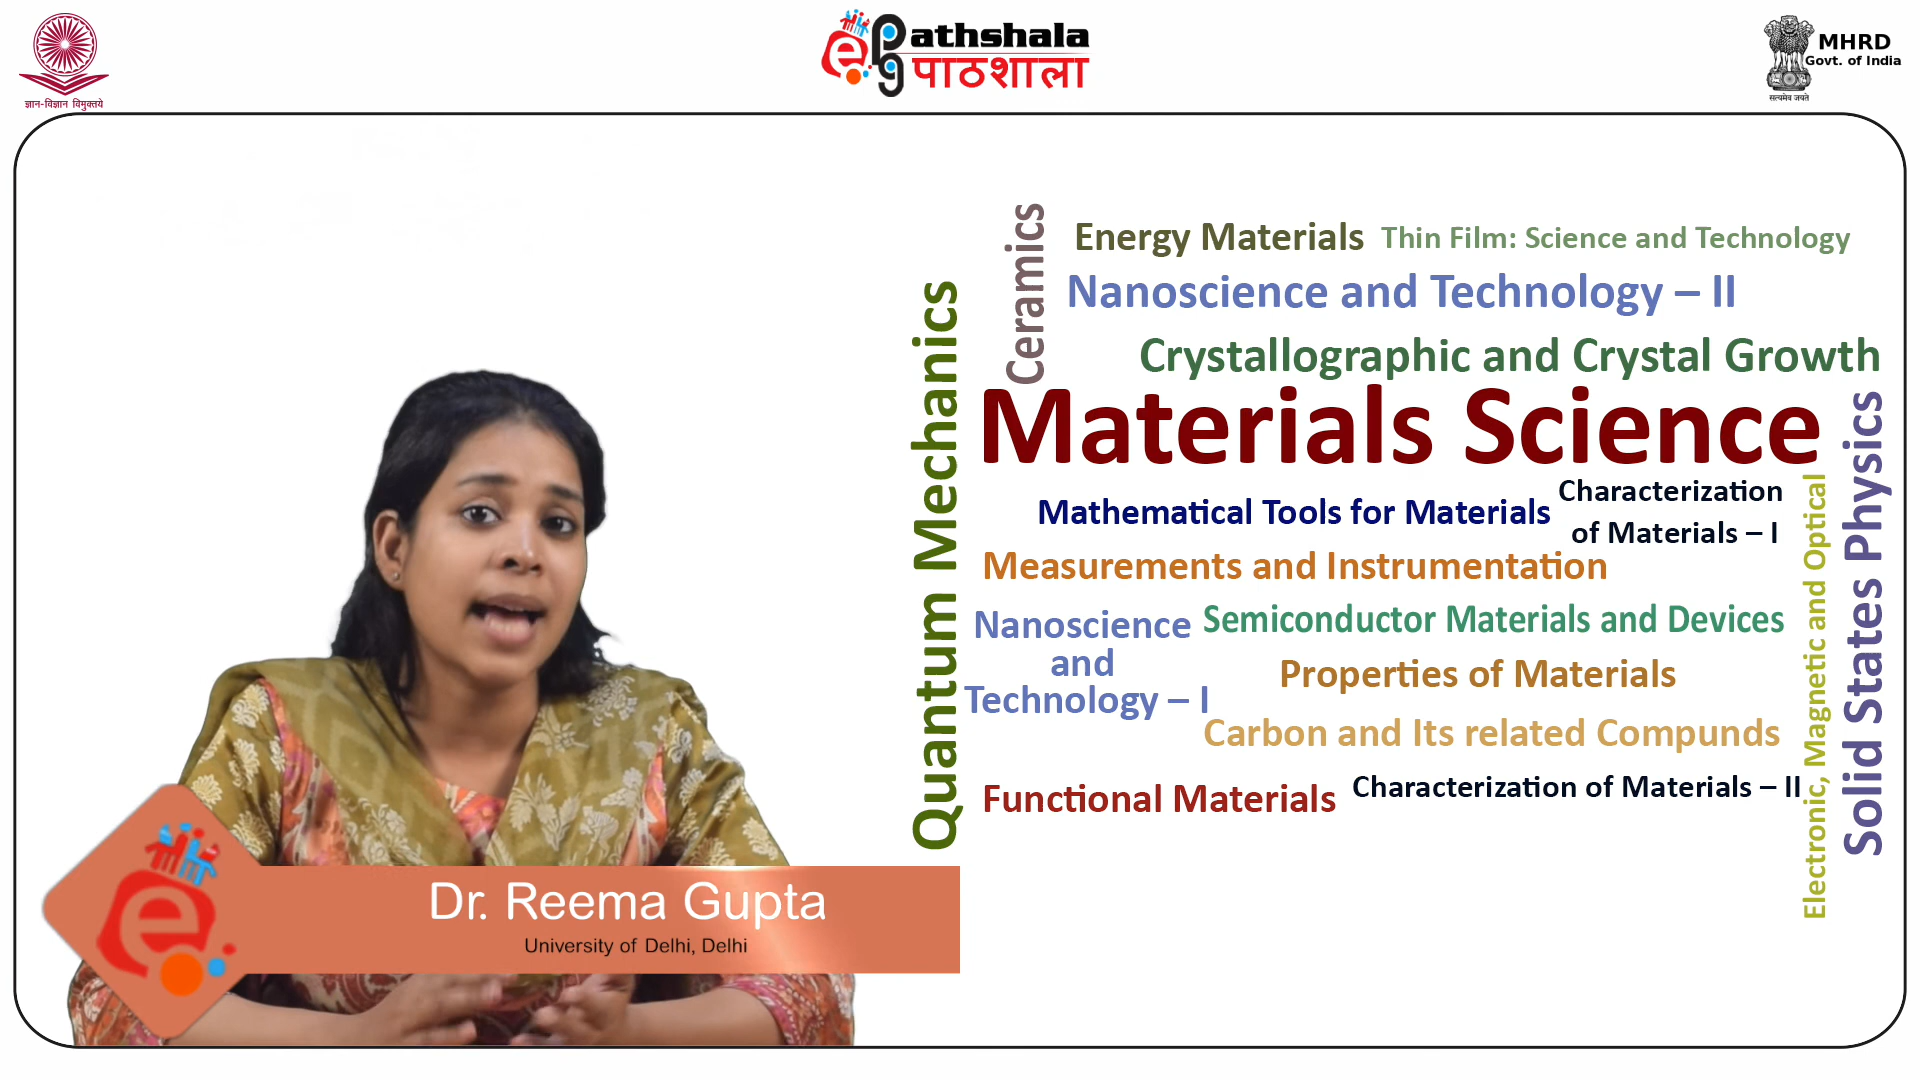 ज्ञान-विज्ञान विमुक्तये
ePathshala
पाठशाला
MHRD
Govt. of India
सत्यमेव जयते
Ceramics
Energy Materials
Thin Film: Science and Technology
Nanoscience and Technology – II
Crystallographic and Crystal Growth
Quantum Mechanics
Materials Science
Solid States Physics
Mathematical Tools for Materials
Characterization
of Materials – I
Electronic, Magnetic and Optical
Measurements and Instrumentation
Nanoscience
and
Technology – I
Semiconductor Materials and Devices
Properties of Materials
Carbon and Its related Compunds
Functional Materials
Characterization of Materials – II
e
Dr. Reema Gupta
University of Delhi, Delhi